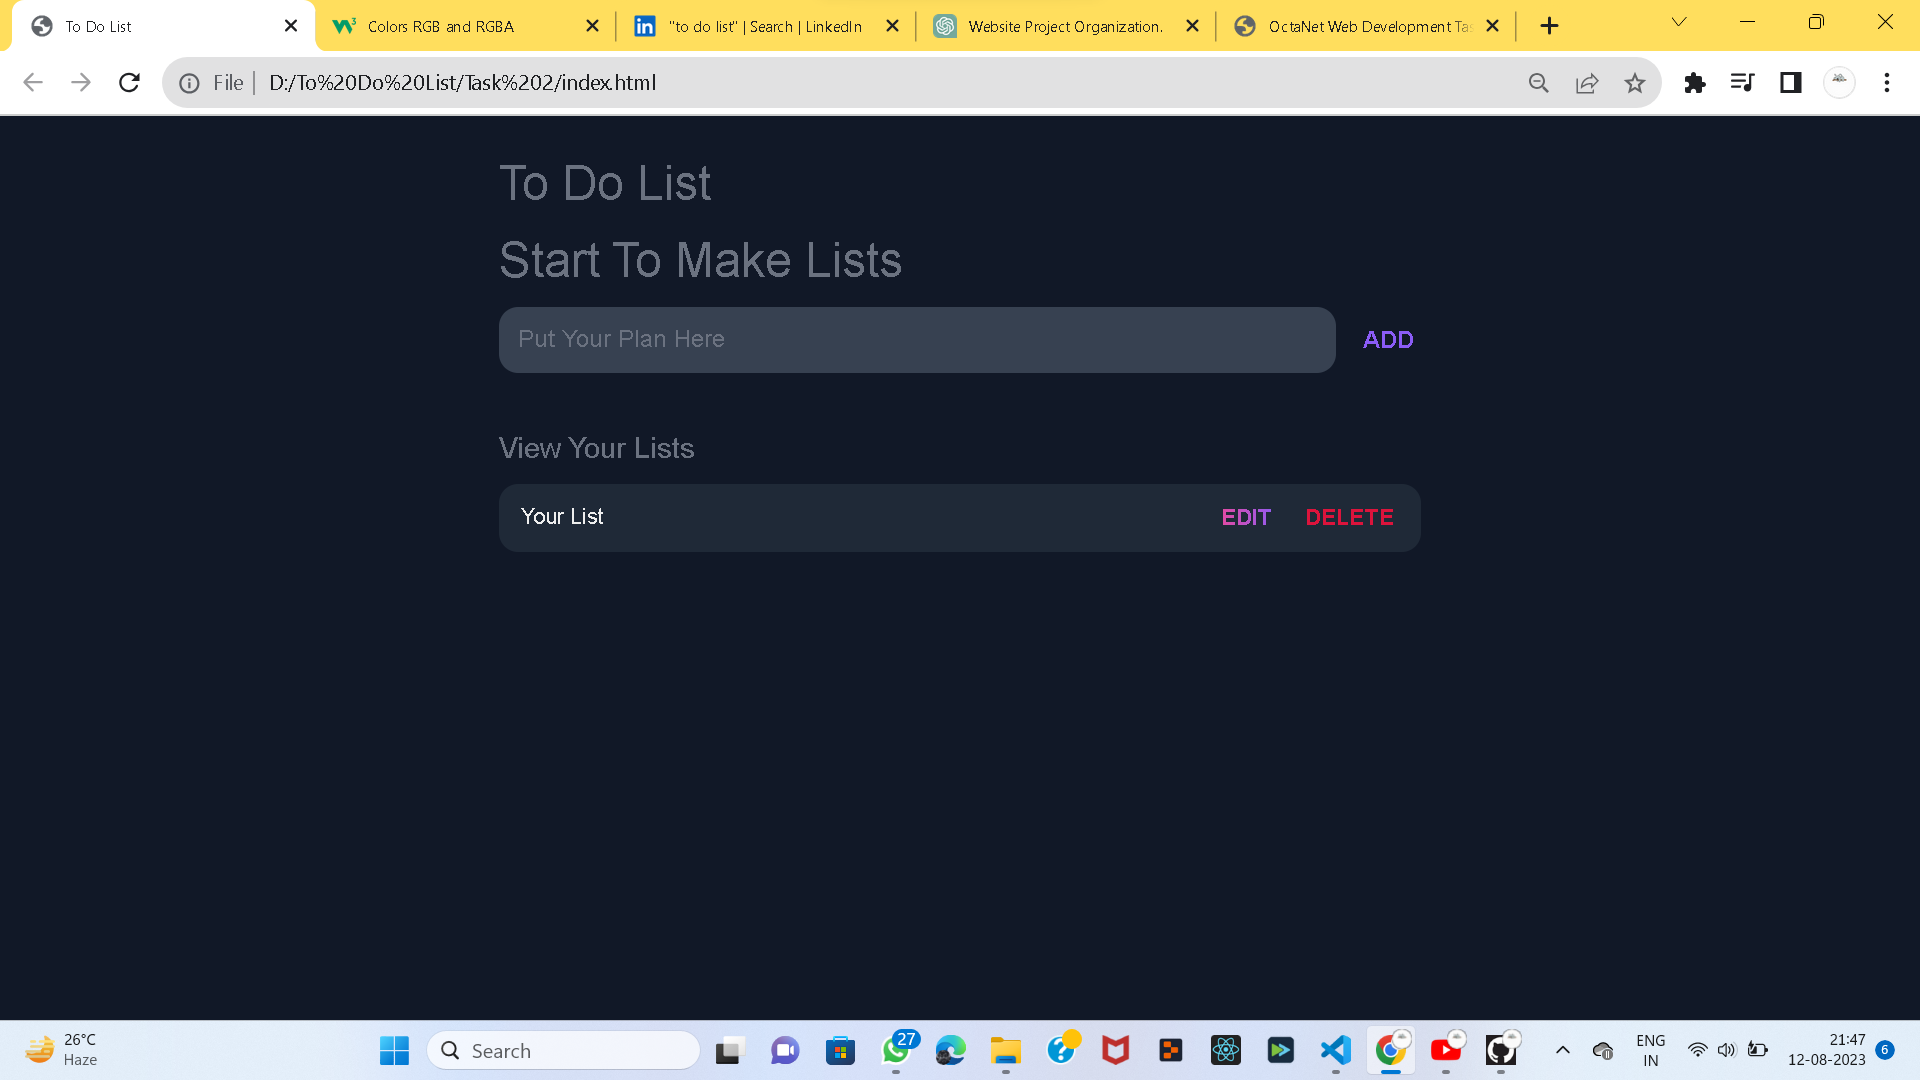 To Do List
Colors RGB and RGBA
"to do list" | Search | LinkedIn
Website Project Organization.
OctaNet Web Development Tas
File
D:/To%20Do%20List/Task%202/index.html
To Do List
Start To Make Lists
Put Your Plan Here
ADD
View Your Lists
Your List
EDIT
DELETE
26°C
Haze
Search
27
ENG
IN
21:47
12-08-2023
6